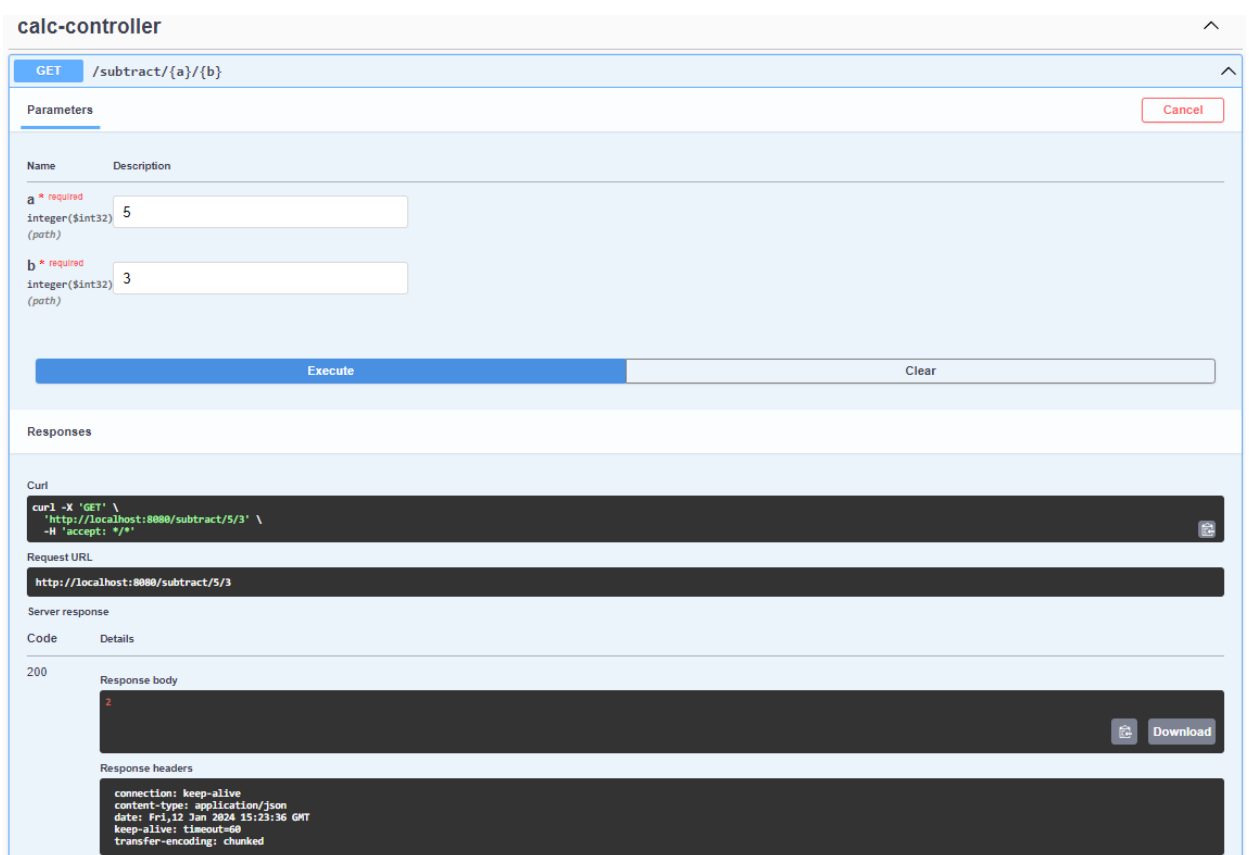 calc-controller
GET /subtract/{a}/{b}
Parameters
Cancel
Name Description
a * required
integer($int32)
(path)
5
b * required
integer($int32)
(path)
3
Execute
Clear
Responses
Curl
curl -X 'GET' \
'http://localhost:8080/subtract/5/3' \
-H 'accept: */*'
Request URL
http://localhost:8080/subtract/5/3
Server response
Code Details
200
Response body
2
Download
Response headers
connection: keep-alive
content-type: application/json
date: Fri,12 Jan 2024 15:23:36 GMT
keep-alive: timeout=60
transfer-encoding: chunked